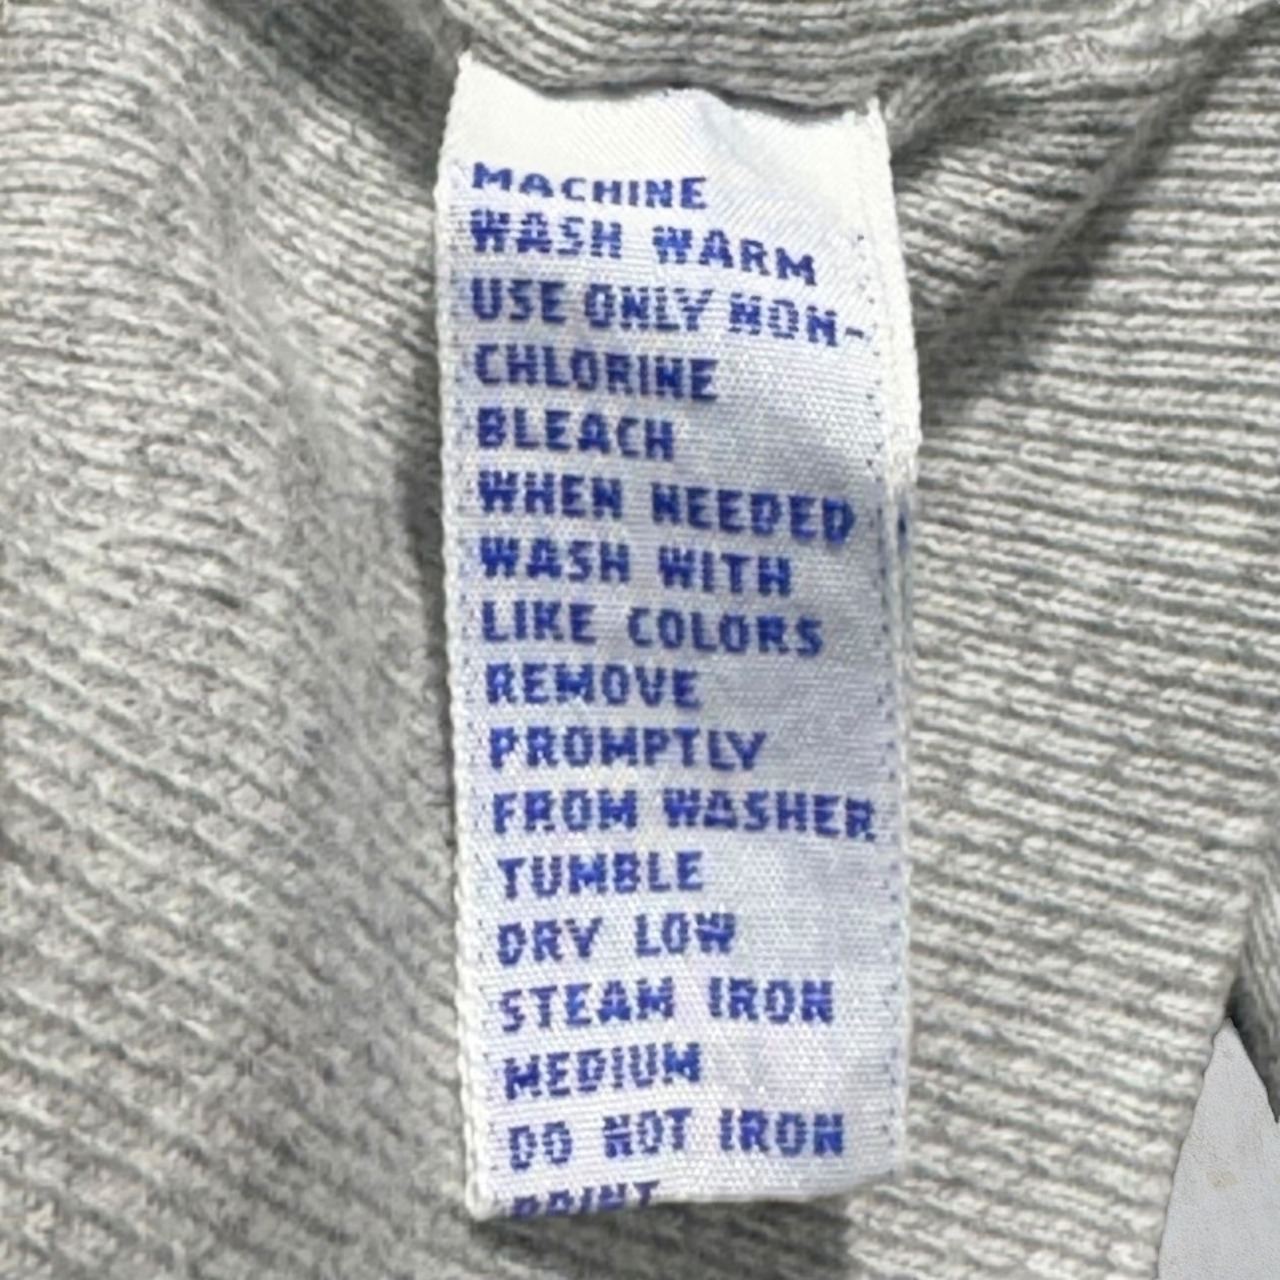 MACHINE
WASH WARM
USE ONLY NON-
CHLORINE
BLEACH
WHEN NEEDED
WASH WITH
LIKE COLORS
REMOVE
PROMPTLY
FROM WASHER
TUMBLE
DRY LOW
STEAM IRON
MEDIUM
DO NOT IRON
PRINT